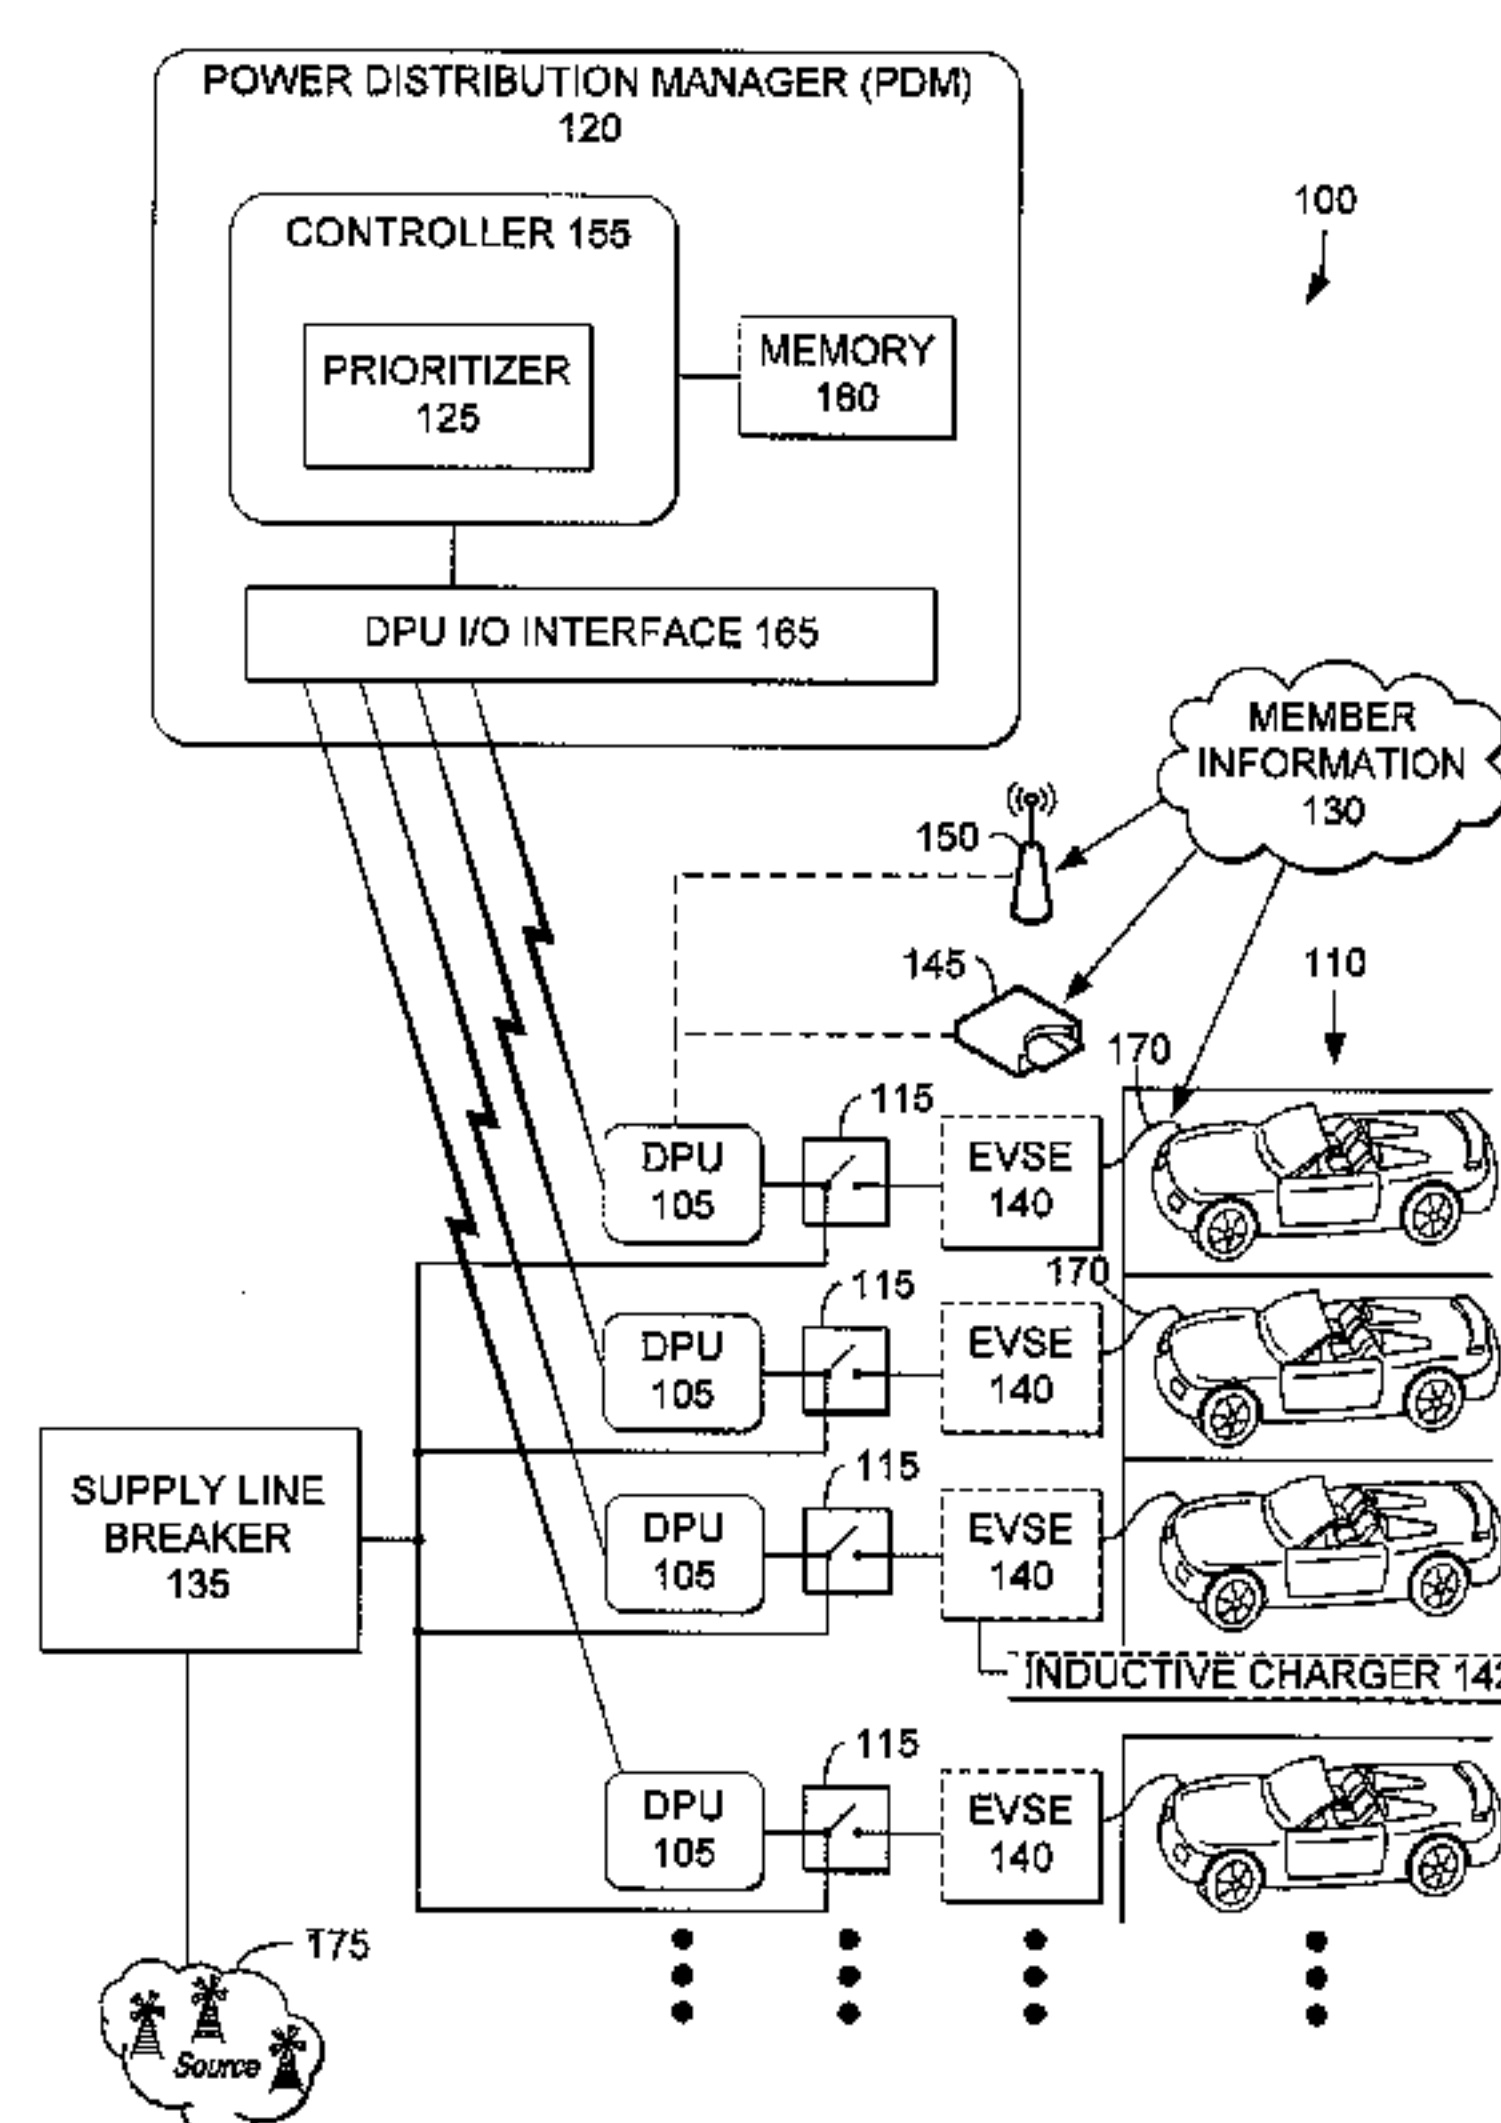 POWER DISTRIBUTION MANAGER (PDM)
120
100
CONTROLLER 155
PRIORITIZER
125
MEMORY
160
DPU I/O INTERFACE 165
MEMBER
INFORMATION
130
150
145
110
170
115
DPU
105
EVSE
140
170
115
DPU
105
EVSE
140
115
DPU
105
EVSE
140
SUPPLY LINE
BREAKER
135
INDUCTIVE CHARGER 142
115
DPU
105
EVSE
140
175
Source